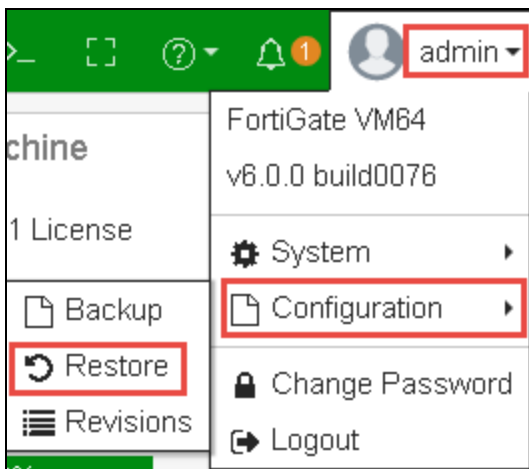 >_
1
admin
chine
1 License
FortiGate VM64
v6.0.0 build0076
System
Configuration
Backup
Restore
Revisions
Change Password
Logout